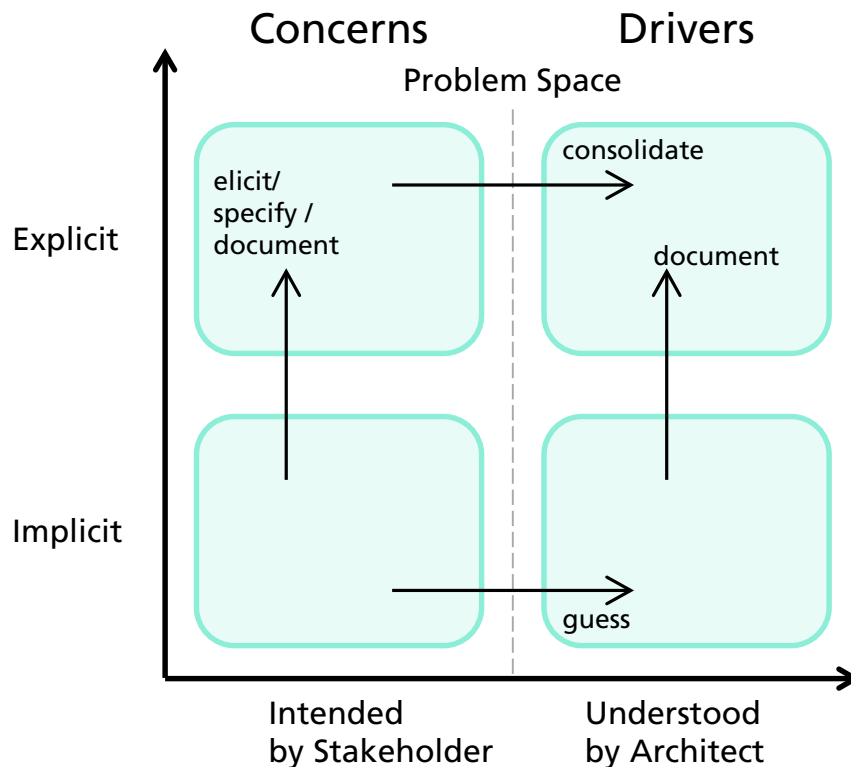 Concerns
Drivers
Problem Space
Explicit
elicit/
specify /
document
consolidate
document
Implicit
guess
Intended
by Stakeholder
Understood
by Architect